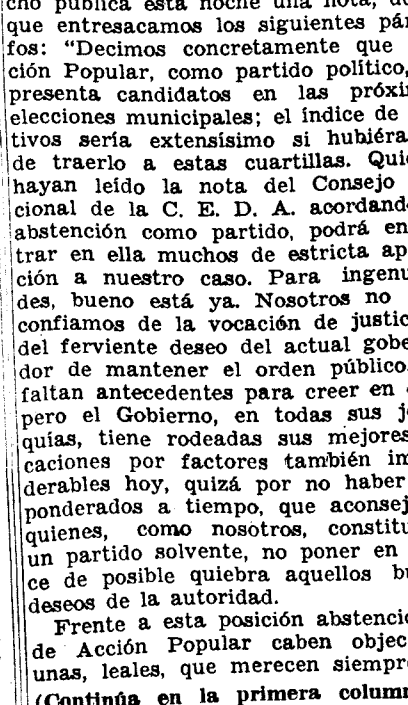 cho publica esta noche una nota, d
que entresacamos los siguientes pár
fos: "Decimos concretamente que
ción Popular, como partido político,
presenta candidatos en las próxi
elecciones municipales; el índice de
tivos sería extensísimo si hubiéra
de traerlo a estas cuartillas. Quie
hayan leído la nota del Consejo
cional de la C. E. D. A. acordand
abstención como partido, podrá en
trar en ella muchos de estricta ap
ción a nuestro caso. Para ingenu
des, bueno está ya. Nosotros no
confiamos de la vocación de justic
del ferviente deseo del actual gobe
dor de mantener el orden público.
faltan antecedentes para creer en
pero el Gobierno, en todas sus j
quías, tiene rodeadas sus mejores
caciones por factores también im
derables hoy, quizá por no haber
ponderados a tiempo, que aconsej
quienes, como nosotros, constitu
un partido solvente, no poner en
ce de posible quiebra aquellos bu
deseos de la autoridad.
Frente a esta posición abstenci
de Acción Popular caben objec
unas, leales, que merecen siempre
(Continúa en la primera column